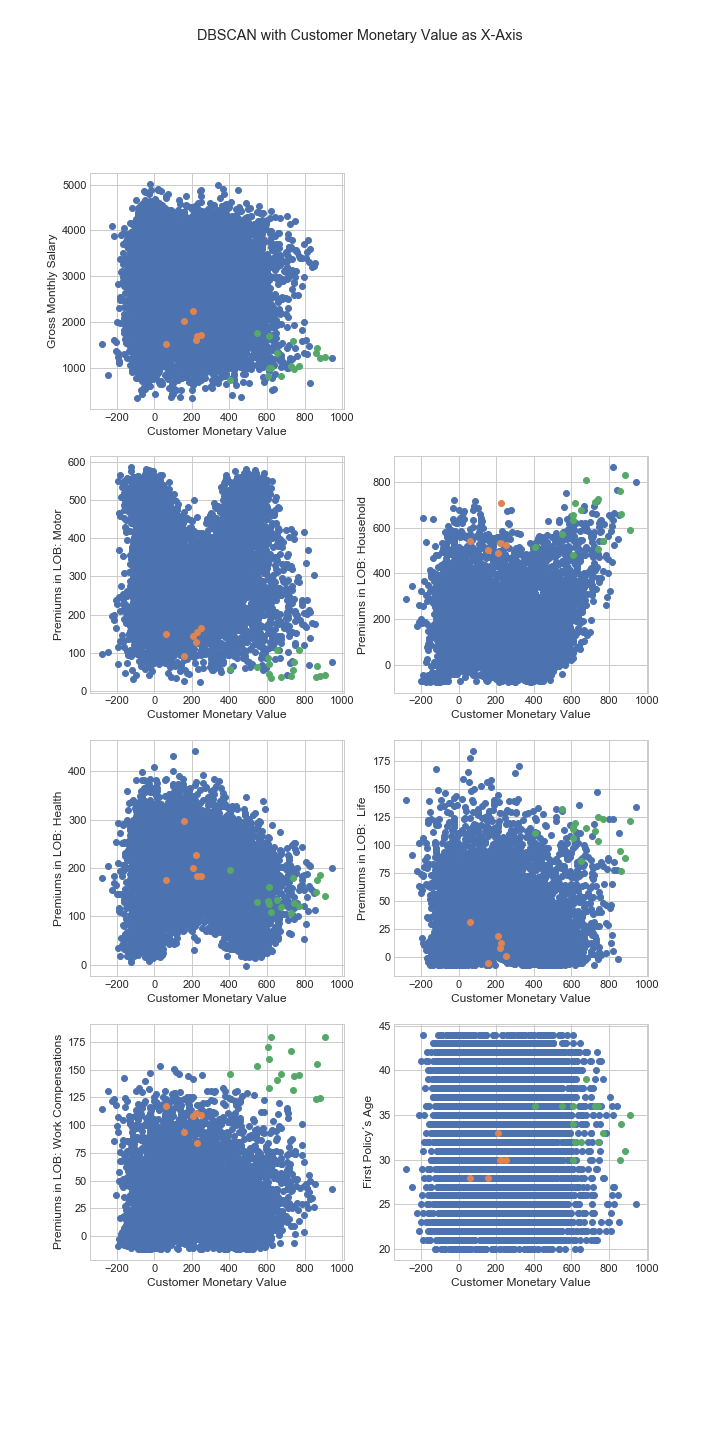 DBSCAN with Customer Monetary Value as X-Axis
5000
4000
3000
2000
1000
Gross Monthly Salary
−200 0 200 400 600 800 1000
Customer Monetary Value
600
500
400
300
200
100
0
Premiums in LOB: Motor
−200 0 200 400 600 800 1000
Customer Monetary Value
800
600
400
200
0
Premiums in LOB: Household
−200 0 200 400 600 800 1000
Customer Monetary Value
400
300
200
100
0
Premiums in LOB: Health
−200 0 200 400 600 800 1000
Customer Monetary Value
175
150
125
100
75
50
25
0
Premiums in LOB: Life
−200 0 200 400 600 800 1000
Customer Monetary Value
175
150
125
100
75
50
25
0
Premiums in LOB: Work Compensations
−200 0 200 400 600 800 1000
Customer Monetary Value
45
40
35
30
25
20
First Policy´s Age
−200 0 200 400 600 800 1000
Customer Monetary Value